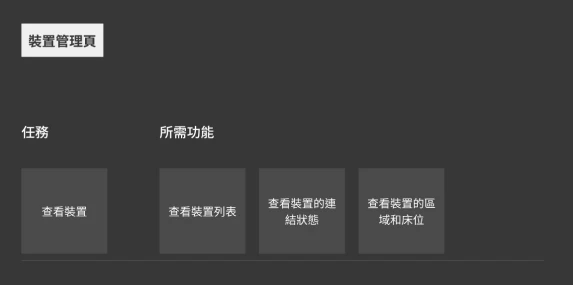 裝置管理頁
任務
所需功能
查看裝置
查看裝置列表
查看裝置的連
結狀態
查看裝置的區
域和床位